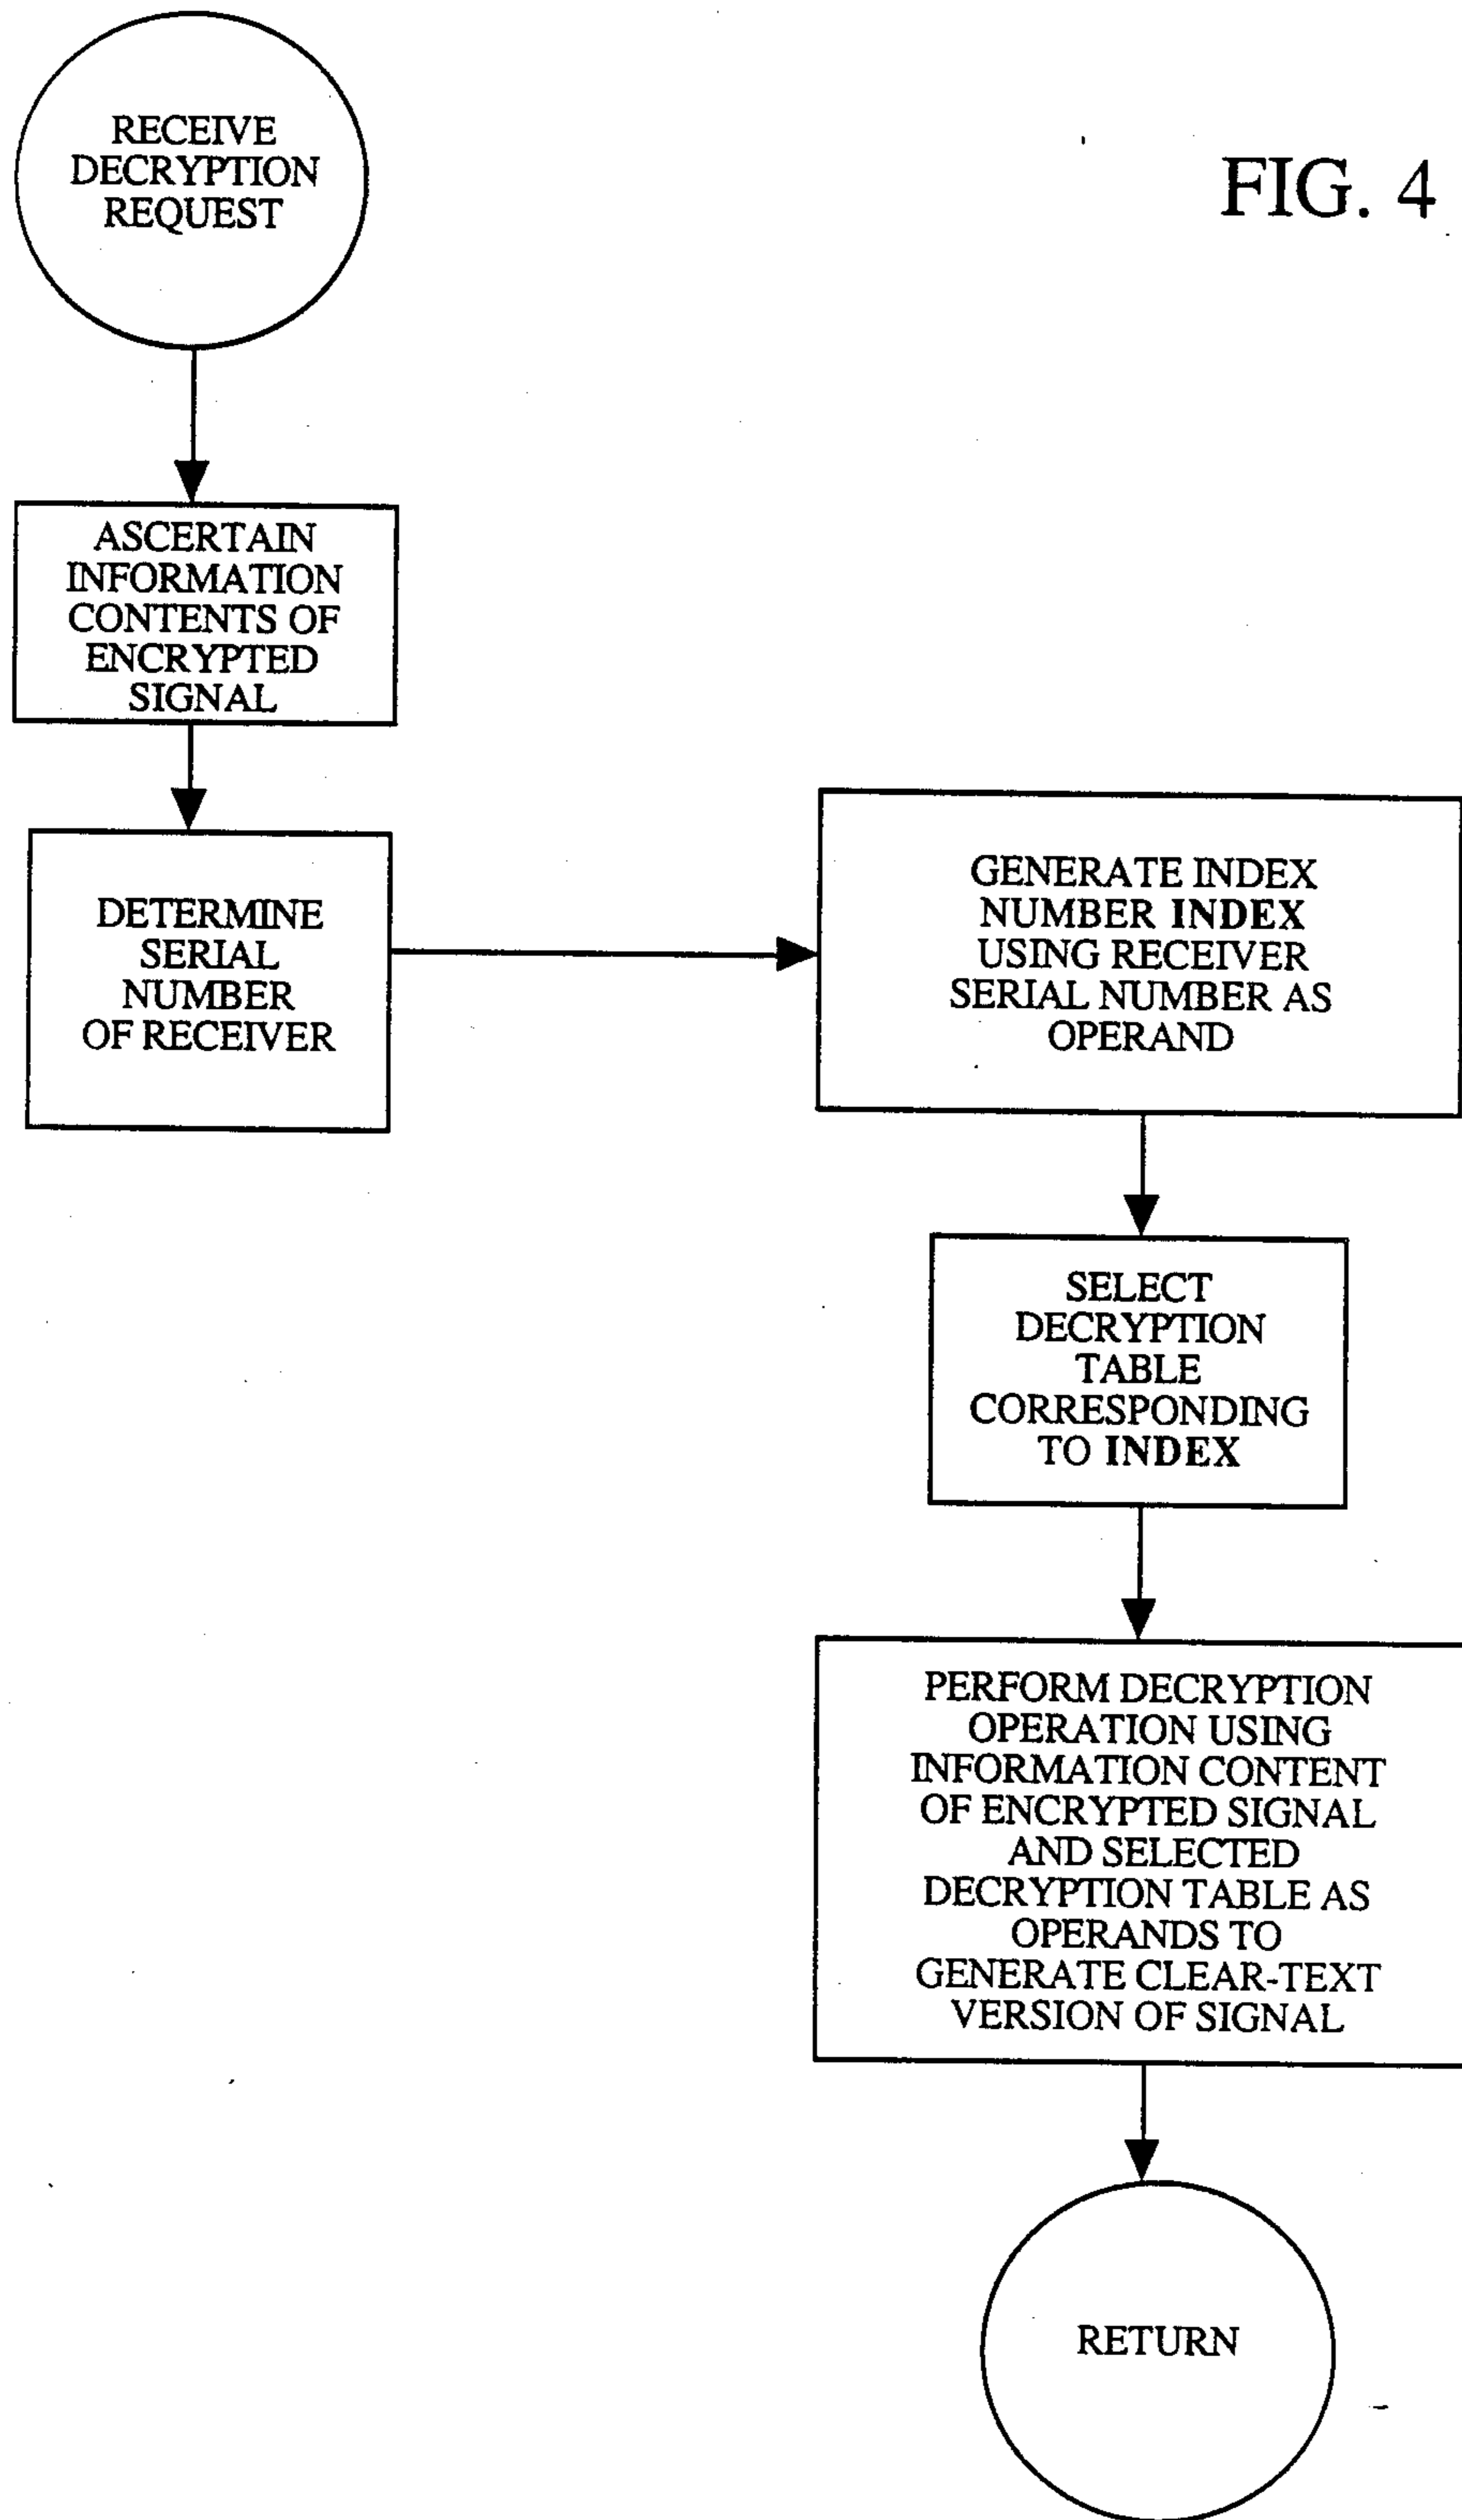 RECEIVE
DECRYPTION
REQUEST
FIG. 4
ASCERTAIN
INFORMATION
CONTENTS OF
ENCRYPTED
SIGNAL
DETERMINE
SERIAL
NUMBER
OF RECEIVER
GENERATE INDEX
NUMBER INDEX
USING RECEIVER
SERIAL NUMBER AS
OPERAND
SELECT
DECRYPTION
TABLE
CORRESPONDING
TO INDEX
PERFORM DECRYPTION
OPERATION USING
INFORMATION CONTENT
OF ENCRYPTED SIGNAL
AND SELECTED
DECRYPTION TABLE AS
OPERANDS TO
GENERATE CLEAR-TEXT
VERSION OF SIGNAL
RETURN